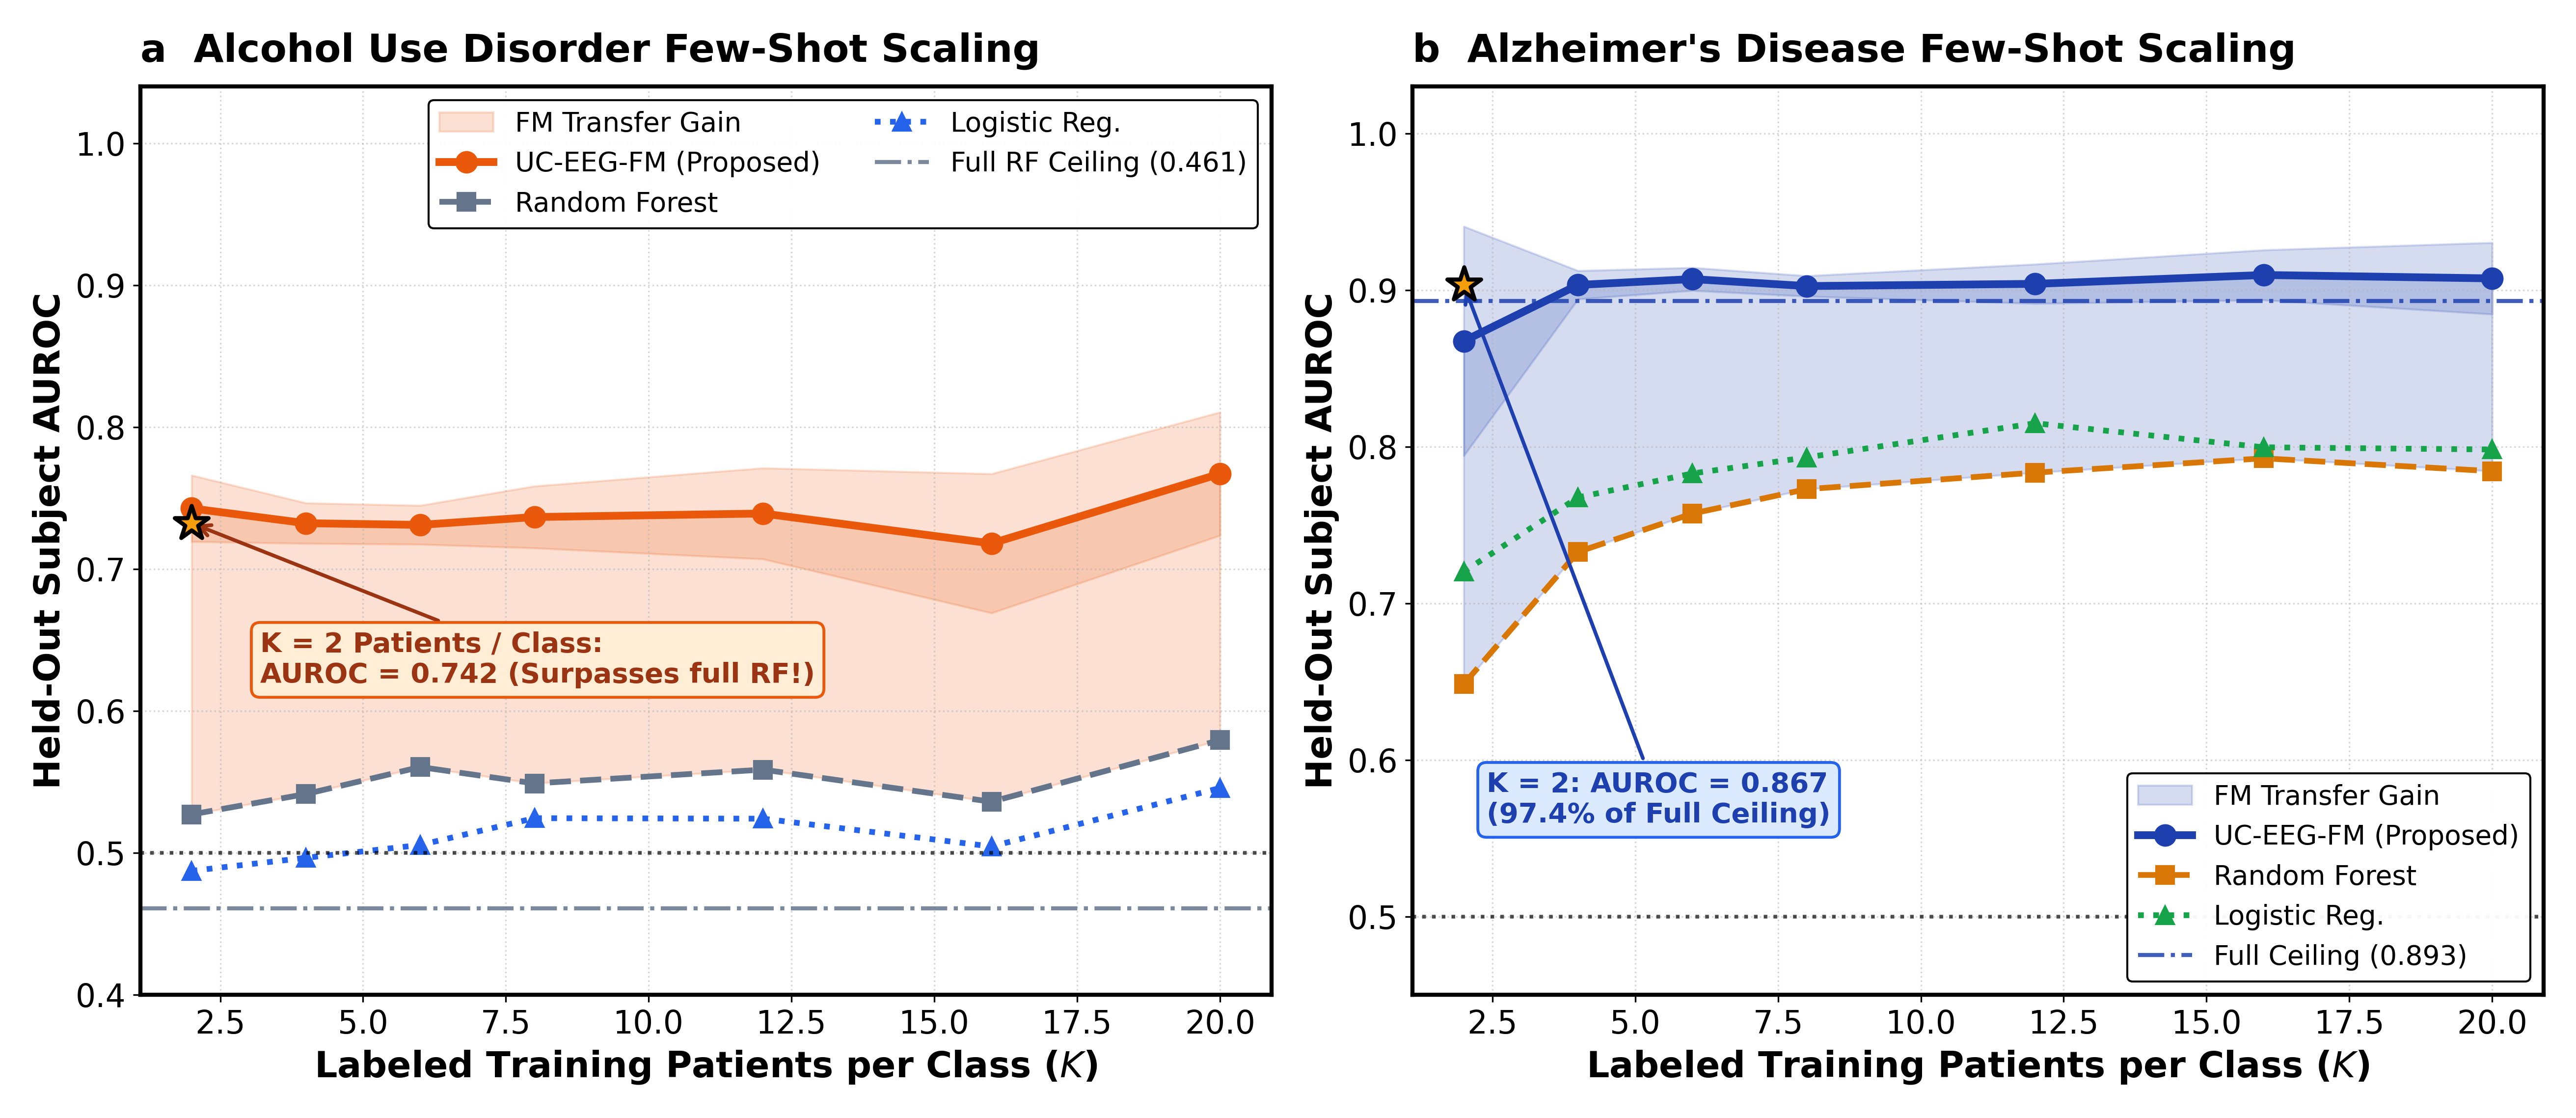 a Alcohol Use Disorder Few-Shot Scaling
FM Transfer Gain
UC-EEG-FM (Proposed)
Random Forest
Logistic Reg.
Full RF Ceiling (0.461)
1.0
0.9
0.8
0.7
0.6
0.5
0.4
Held-Out Subject AUROC
K = 2 Patients / Class:
AUROC = 0.742 (Surpasses full RF!)
2.5 5.0 7.5 10.0 12.5 15.0 17.5 20.0
Labeled Training Patients per Class (K)
b Alzheimer's Disease Few-Shot Scaling
1.0
0.9
0.8
0.7
0.6
0.5
Held-Out Subject AUROC
K = 2: AUROC = 0.867
(97.4% of Full Ceiling)
FM Transfer Gain
UC-EEG-FM (Proposed)
Random Forest
Logistic Reg.
Full Ceiling (0.893)
2.5 5.0 7.5 10.0 12.5 15.0 17.5 20.0
Labeled Training Patients per Class (K)